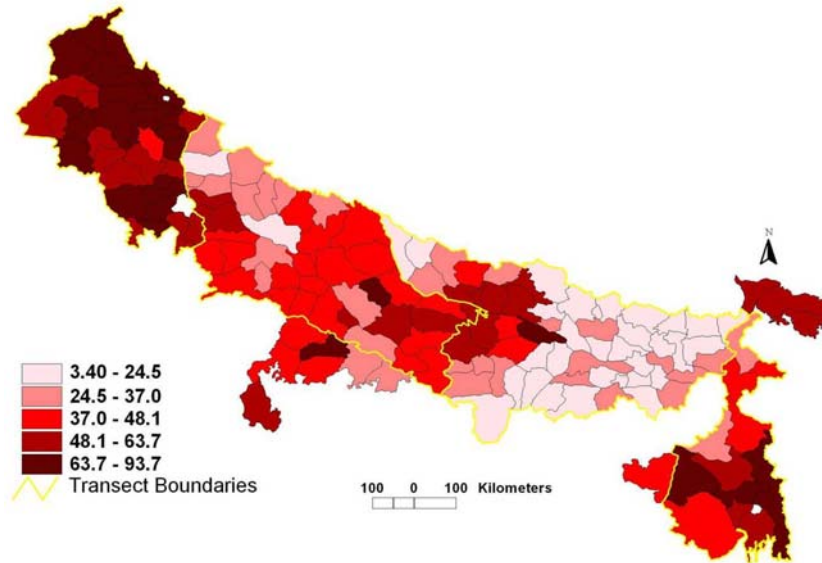 N
3.40 - 24.5
24.5 - 37.0
37.0 - 48.1
48.1 - 63.7
63.7 - 93.7
Transect Boundaries
100 0 100 Kilometers